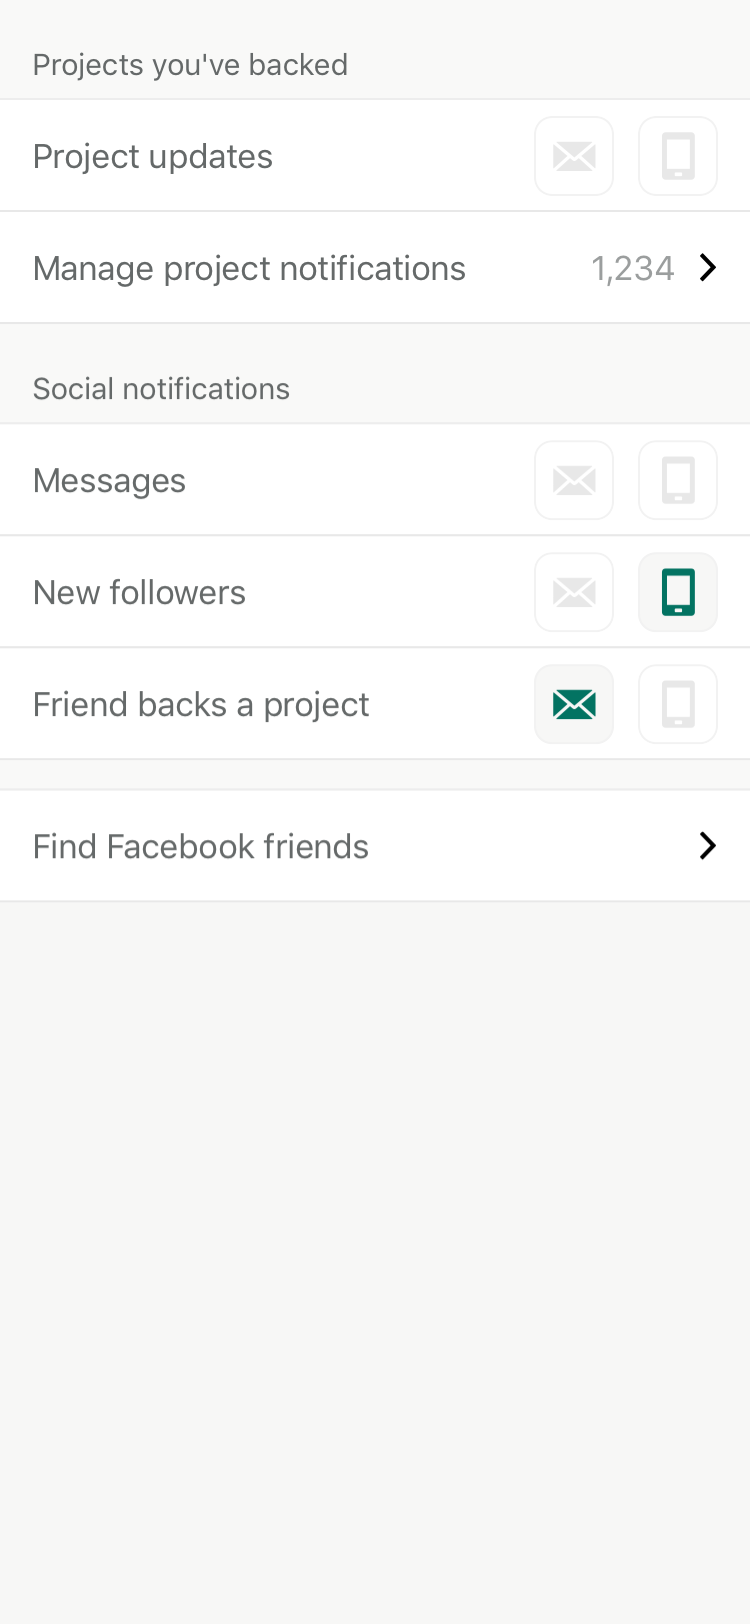 Projects you've backed
Project updates
Manage project notifications 1,234
Social notifications
Messages
New followers
Friend backs a project
Find Facebook friends